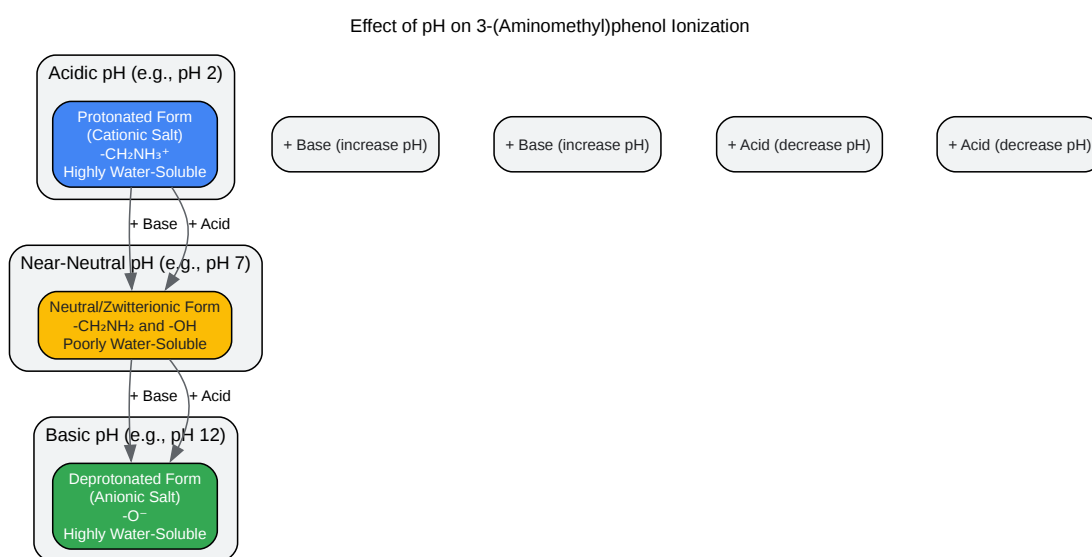 Effect of pH on 3-(Aminomethyl)phenol Ionization
Acidic pH (e.g., pH 2)
Protonated Form
(Cationic Salt)
-CH₂NH₃⁺
Highly Water-Soluble
+ Base (increase pH)
+ Base (increase pH)
+ Acid (decrease pH)
+ Acid (decrease pH)
+ Base
+ Acid
Near-Neutral pH (e.g., pH 7)
Neutral/Zwitterionic Form
-CH₂NH₂ and -OH
Poorly Water-Soluble
+ Base
+ Acid
Basic pH (e.g., pH 12)
Deprotonated Form
(Anionic Salt)
-O⁻
Highly Water-Soluble